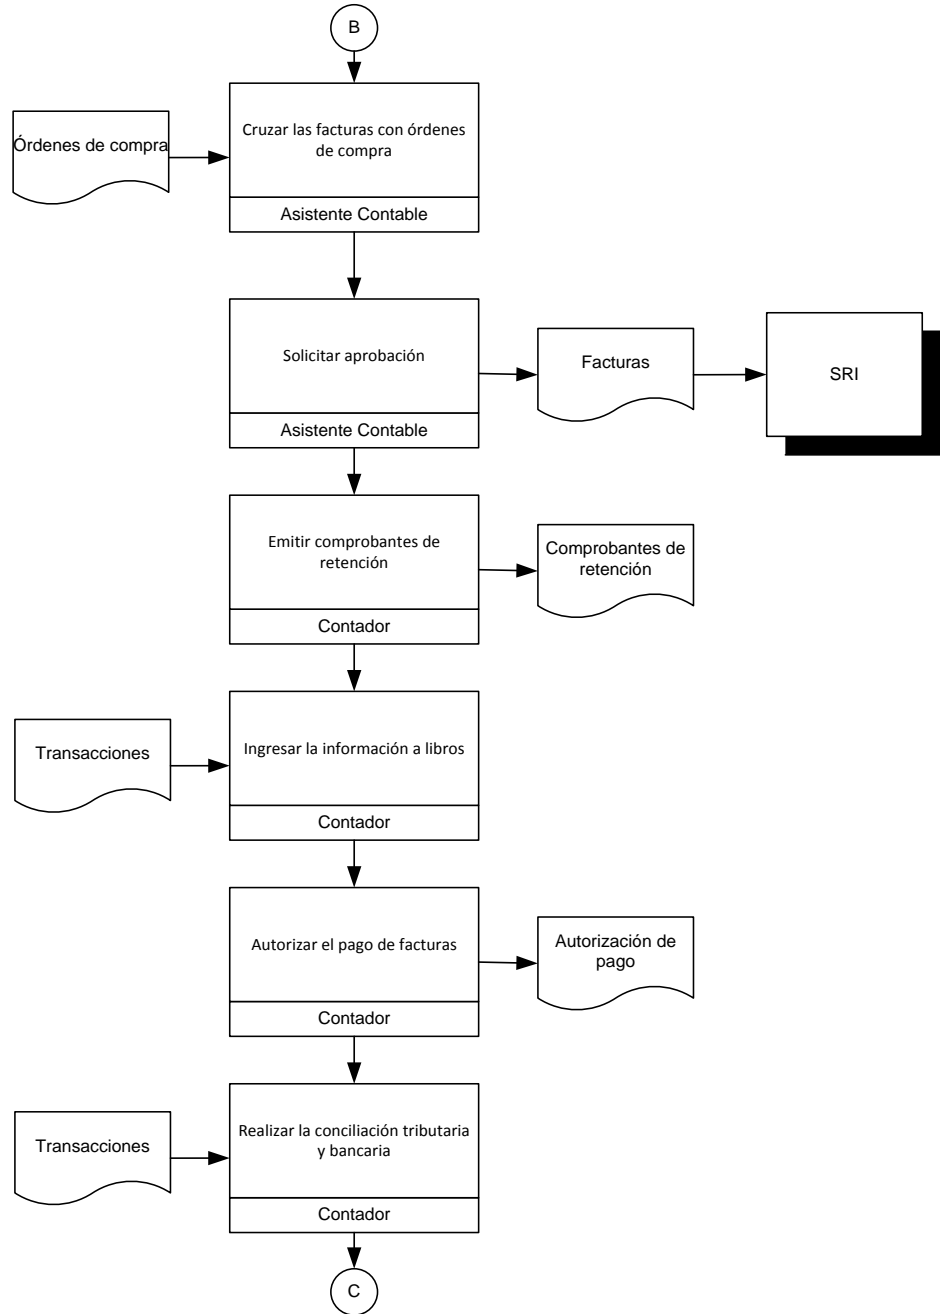 B
Órdenes de compra
Cruzar las facturas con órdenes
de compra
Asistente Contable
Solicitar aprobación
Asistente Contable
Facturas
SRI
Emitir comprobantes de
retención
Contador
Comprobantes de
retención
Transacciones
Ingresar la información a libros
Contador
Autorizar el pago de facturas
Contador
Autorización de
pago
Transacciones
Realizar la conciliación tributaria
y bancaria
Contador
C